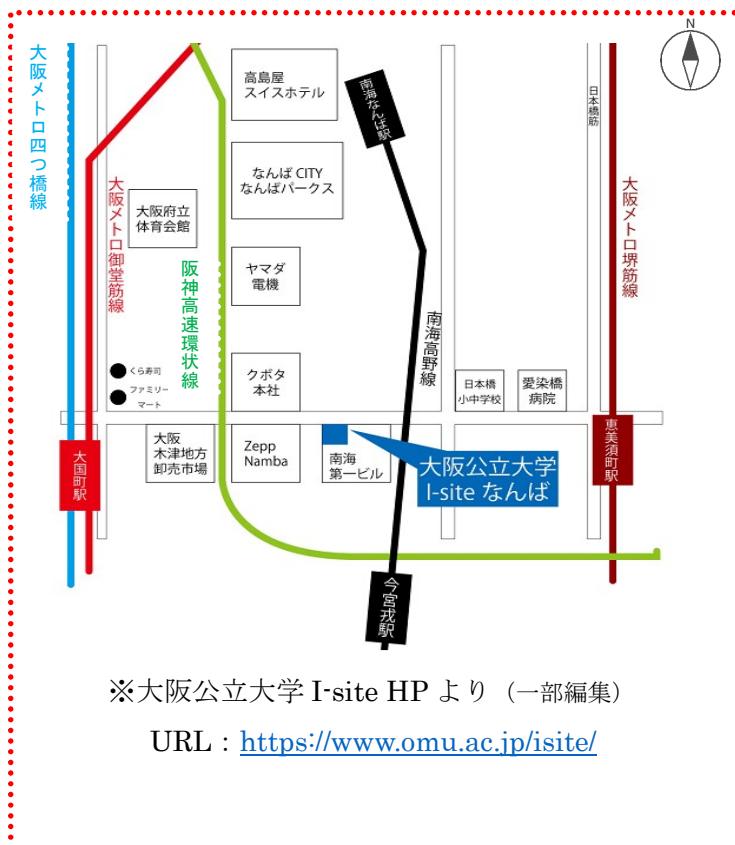 N
大阪メトロ四つ橋線
高島屋
スイスホテル
南海なんば駅
日本橋筋
なんば CITY
なんばパークス
大阪メトロ御堂筋線
大阪府立
体育会館
大阪メトロ堺筋線
阪神高速環状線
ヤマダ
電機
南海高野線
くら寿司
ファミリー
マート
クボタ
本社
日本橋
小中学校
愛染橋
病院
大国町駅
大阪
木津地方
卸売市場
Zepp
Namba
南海
第一ビル
大阪公立大学
I-site なんば
恵美須町駅
今宮戎駅
※大阪公立大学 I-site HP より（一部編集）
URL：https://www.omu.ac.jp/isite/